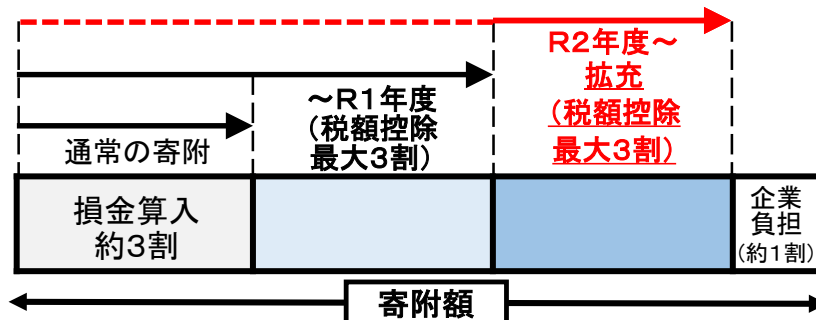 R2年度～
拡充
(税額控除
最大3割)
～R1年度
(税額控除
最大3割)
通常の寄附
損金算入
約3割
企業
負担
(約1割)
寄附額